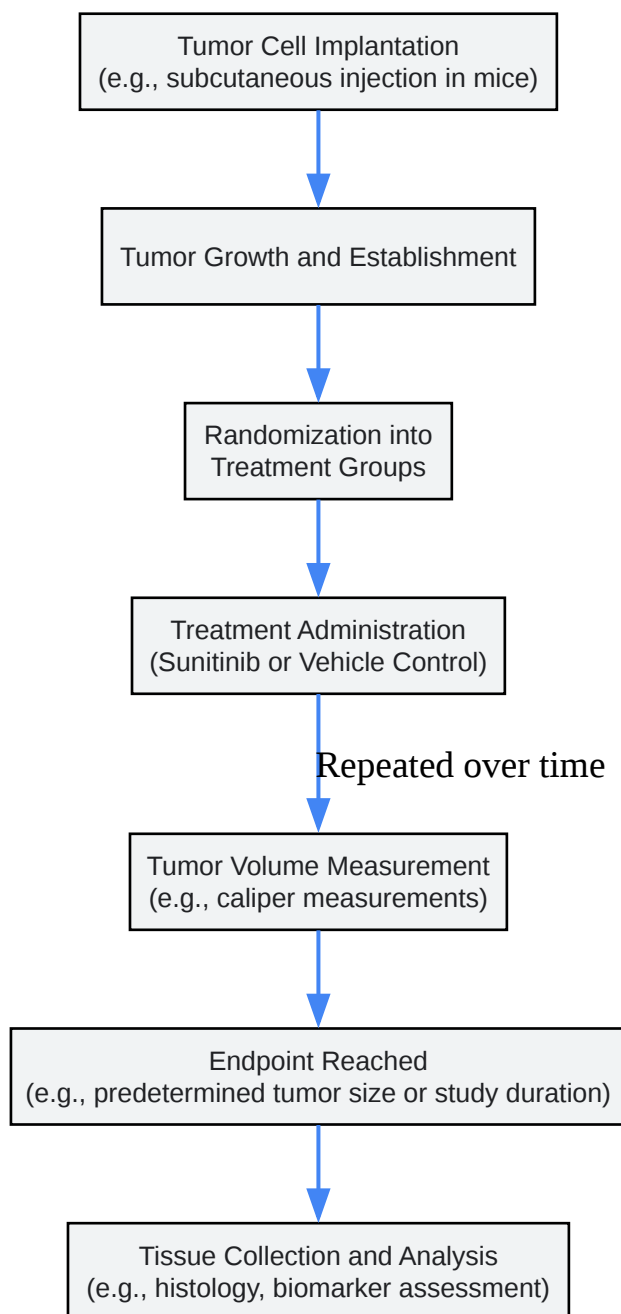 Tumor Cell Implantation
(e.g., subcutaneous injection in mice)
Tumor Growth and Establishment
Randomization into
Treatment Groups
Treatment Administration
(Sunitinib or Vehicle Control)
Repeated over time
Tumor Volume Measurement
(e.g., caliper measurements)
Endpoint Reached
(e.g., predetermined tumor size or study duration)
Tissue Collection and Analysis
(e.g., histology, biomarker assessment)